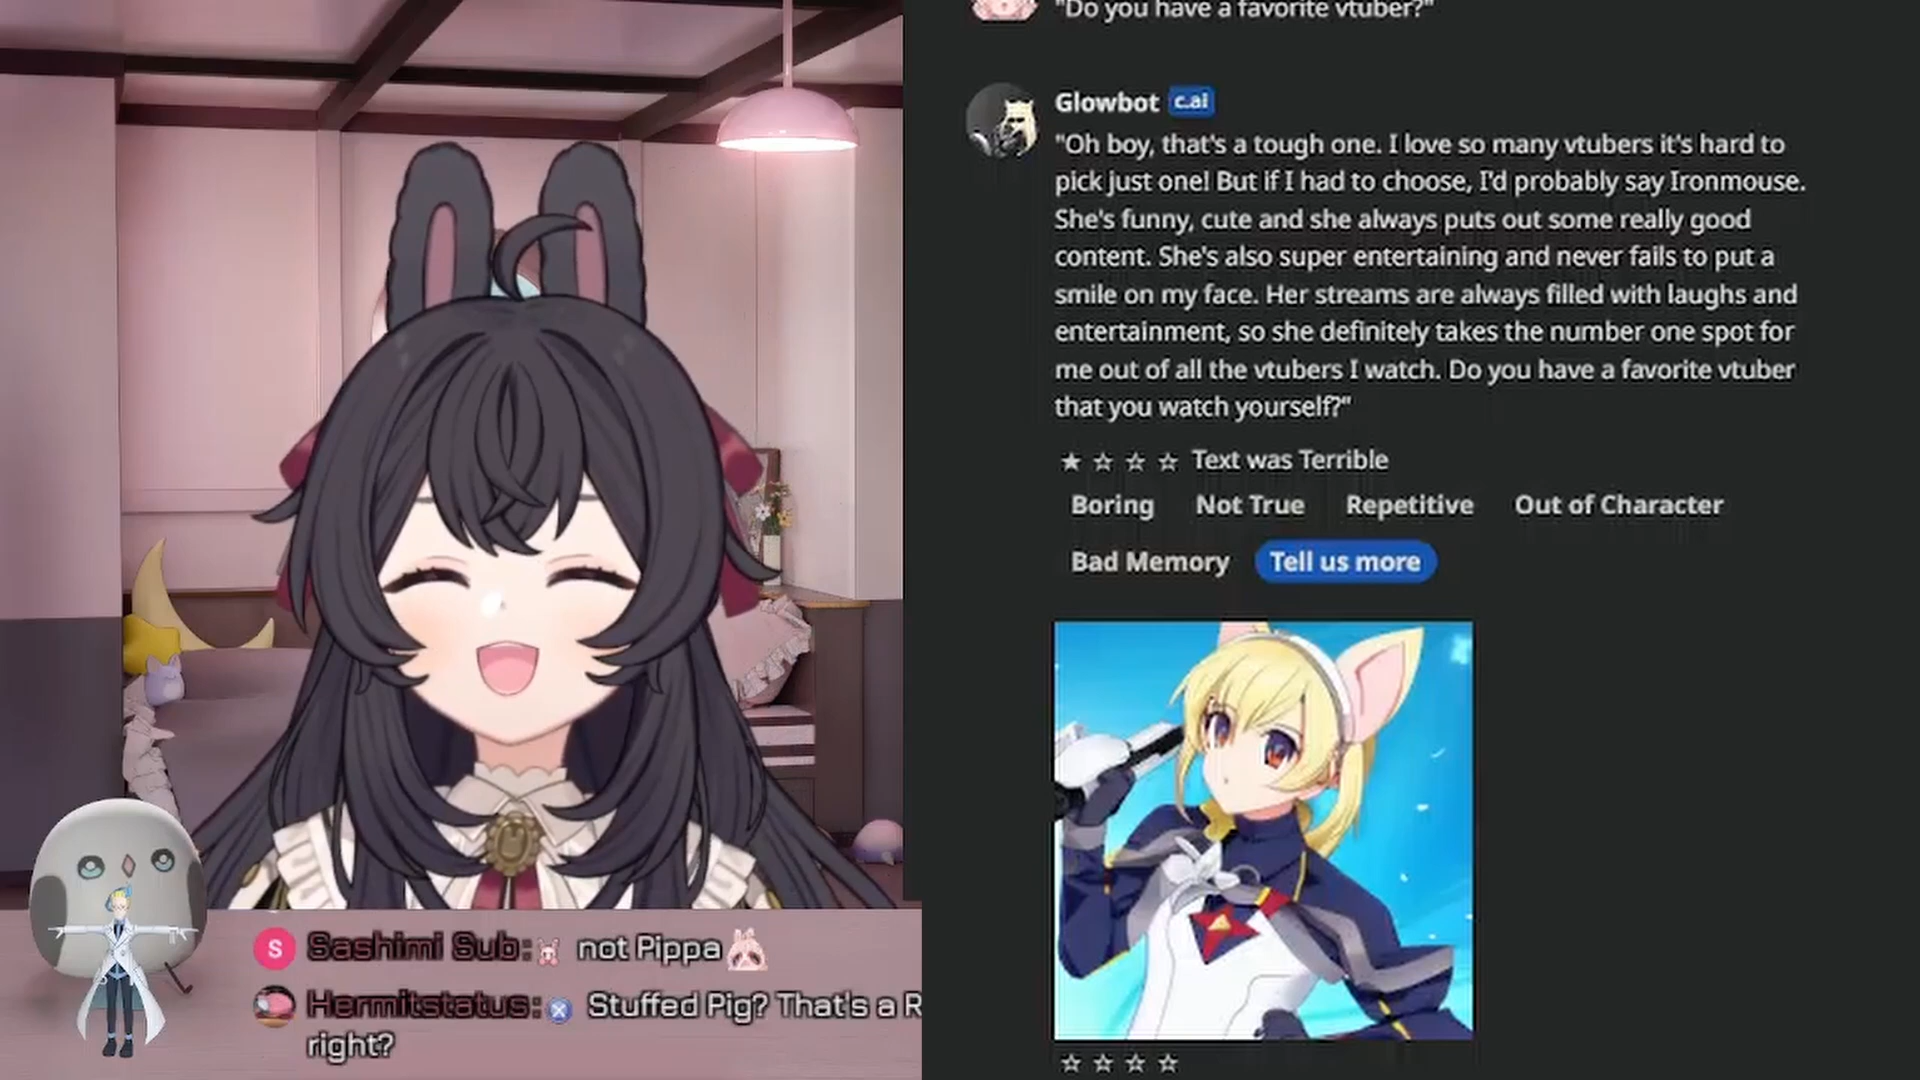 "Do you have a favorite vtuber?"
Glowbot c.ai
"Oh boy, that's a tough one. I love so many vtubers it's hard to
pick just one! But if I had to choose, I'd probably say Ironmouse.
She's funny, cute and she always puts out some really good
content. She's also super entertaining and never fails to put a
smile on my face. Her streams are always filled with laughs and
entertainment, so she definitely takes the number one spot for
me out of all the vtubers I watch. Do you have a favorite vtuber
that you watch yourself?"
Text was Terrible
Boring Not True Repetitive Out of Character
Bad Memory Tell us more
S Sashimi Sub: not Pippa
Hermitstatus: Stuffed Pig? That's a R
right?